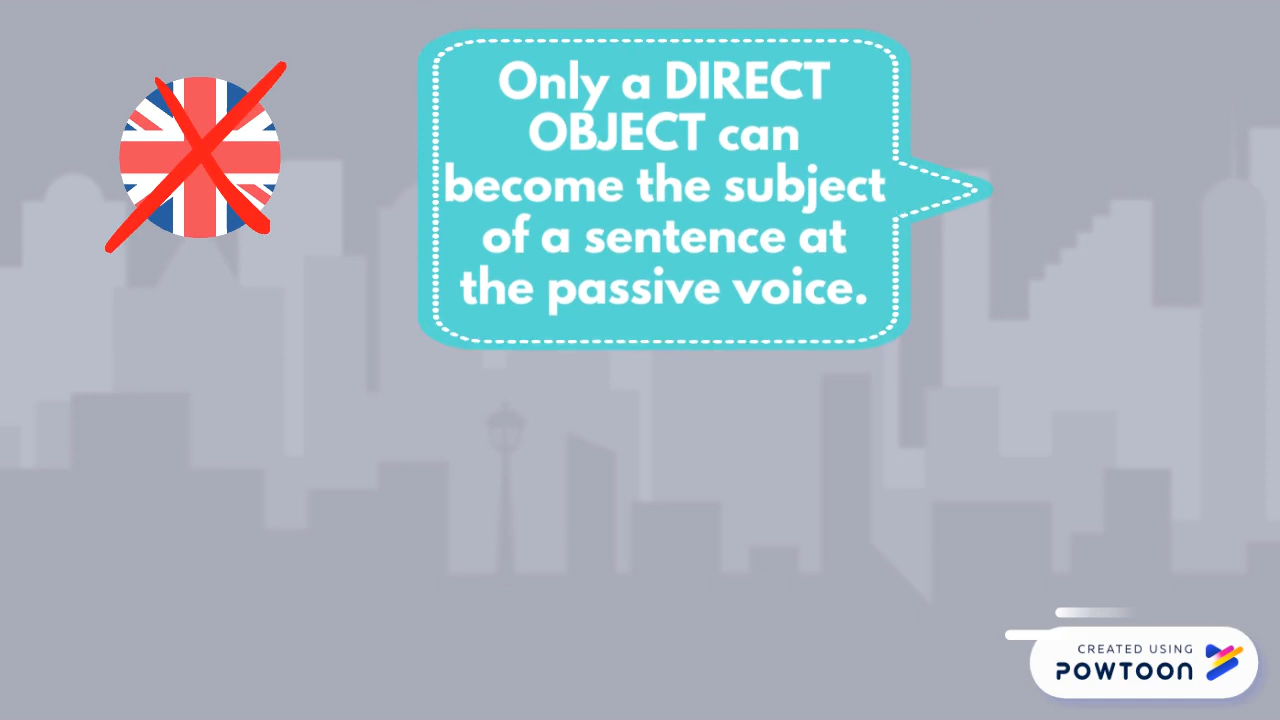 Only a DIRECT
OBJECT can
become the subject
of a sentence at
the passive voice.
CREATED USING
POWTOON